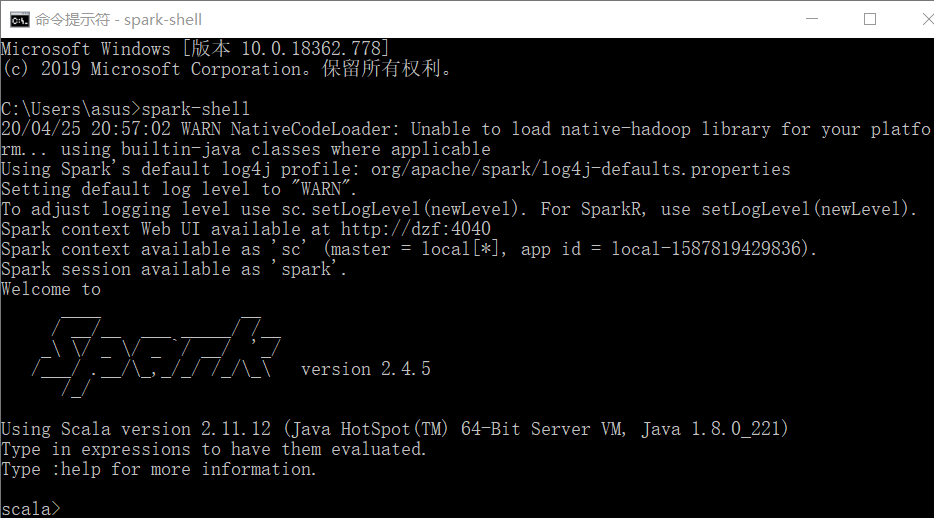 命令提示符 - spark-shell
Microsoft Windows [版本 10.0.18362.778]
(c) 2019 Microsoft Corporation。保留所有权利。
C:\Users\asus>spark-shell
20/04/25 20:57:02 WARN NativeCodeLoader: Unable to load native-hadoop library for your platfo
rm... using builtin-java classes where applicable
Using Spark's default log4j profile: org/apache/spark/log4j-defaults.properties
Setting default log level to "WARN".
To adjust logging level use sc.setLogLevel(newLevel). For SparkR, use setLogLevel(newLevel).
Spark context Web UI available at http://dzf:4040
Spark context available as 'sc' (master = local[*], app id = local-1587819429836).
Spark session available as 'spark'.
Welcome to
      ____              __
     / __/__  ___ _____/ /__
    _\ \/ _ \/ _ `/ __/  '_/
   /___/ .__/\_,_/_/ /_/\_\   version 2.4.5
      /_/
Using Scala version 2.11.12 (Java HotSpot(TM) 64-Bit Server VM, Java 1.8.0_221)
Type in expressions to have them evaluated.
Type :help for more information.
scala>